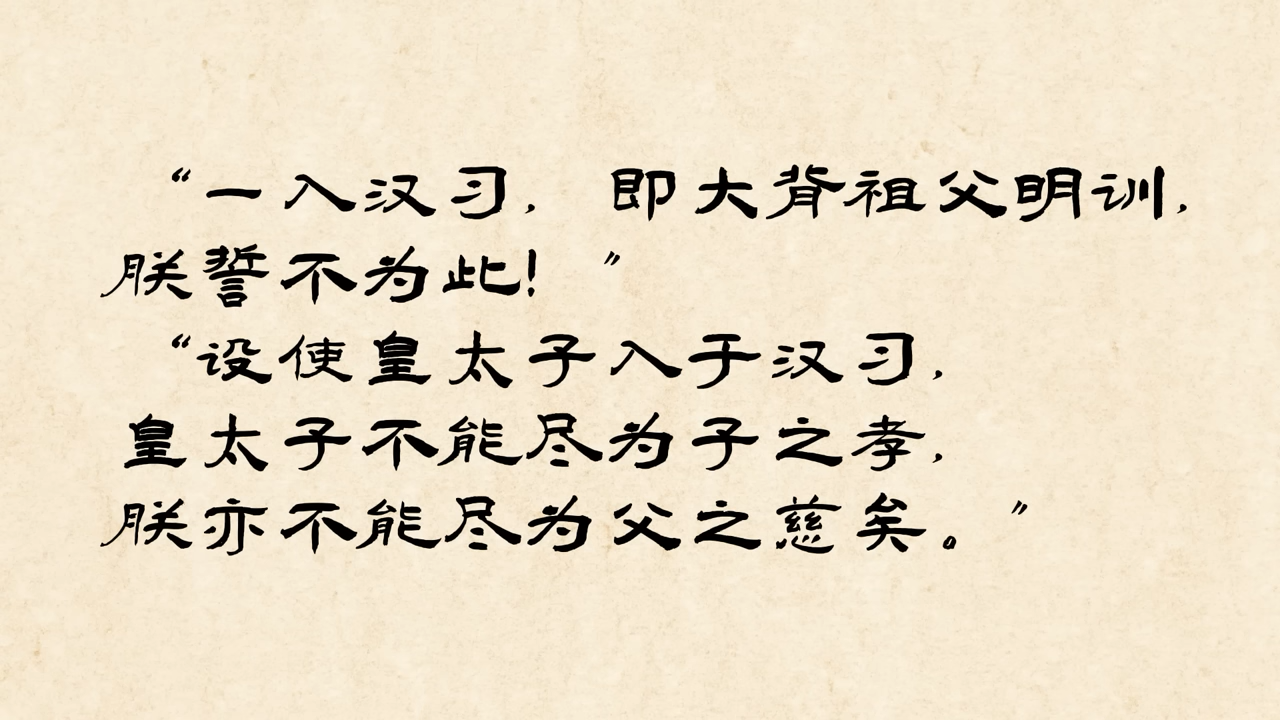 “一入汉习，即大背祖父明训，
朕誓不为此！”
“设使皇太子入于汉习，
皇太子不能尽为子之孝，
朕亦不能尽为父之慈矣。”